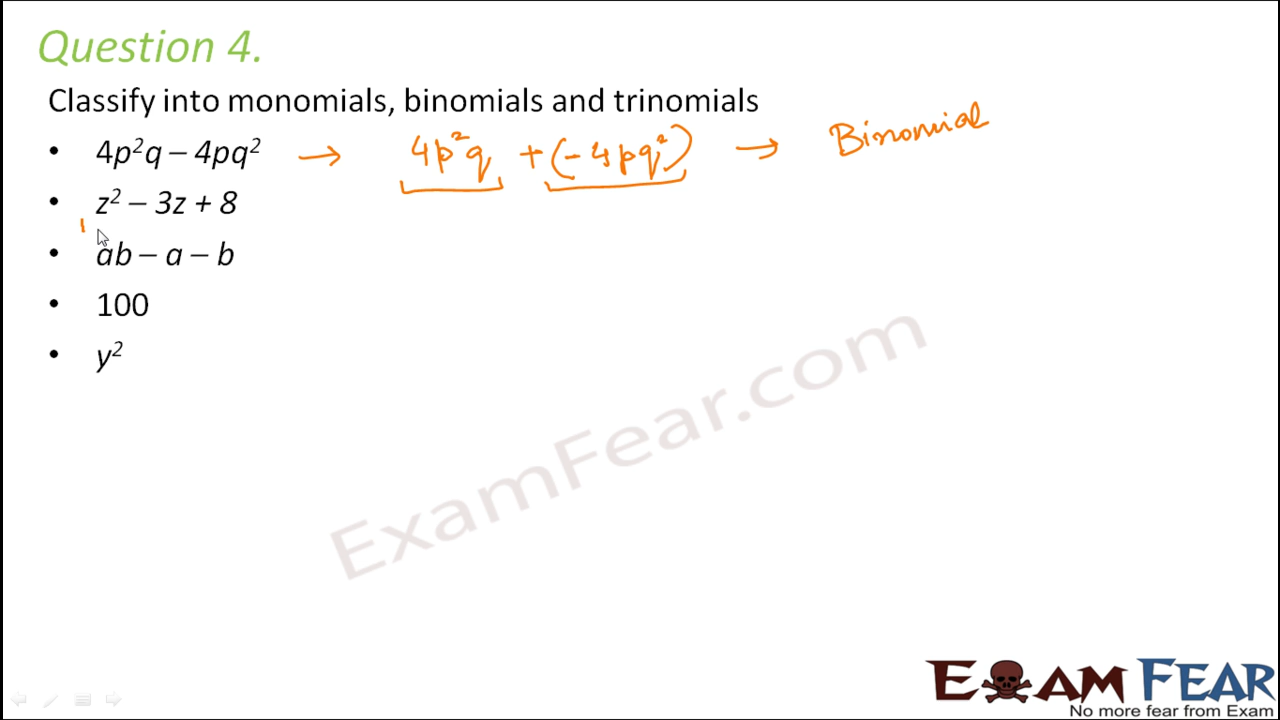 Question 4.
Classify into monomials, binomials and trinomials
• 4p²q – 4pq² → 4p²q + (-4pq²) → Binomial
• z² – 3z + 8
• ab – a – b
• 100
• y²
ExamFear.com
EXAM FEAR
No more fear from Exam